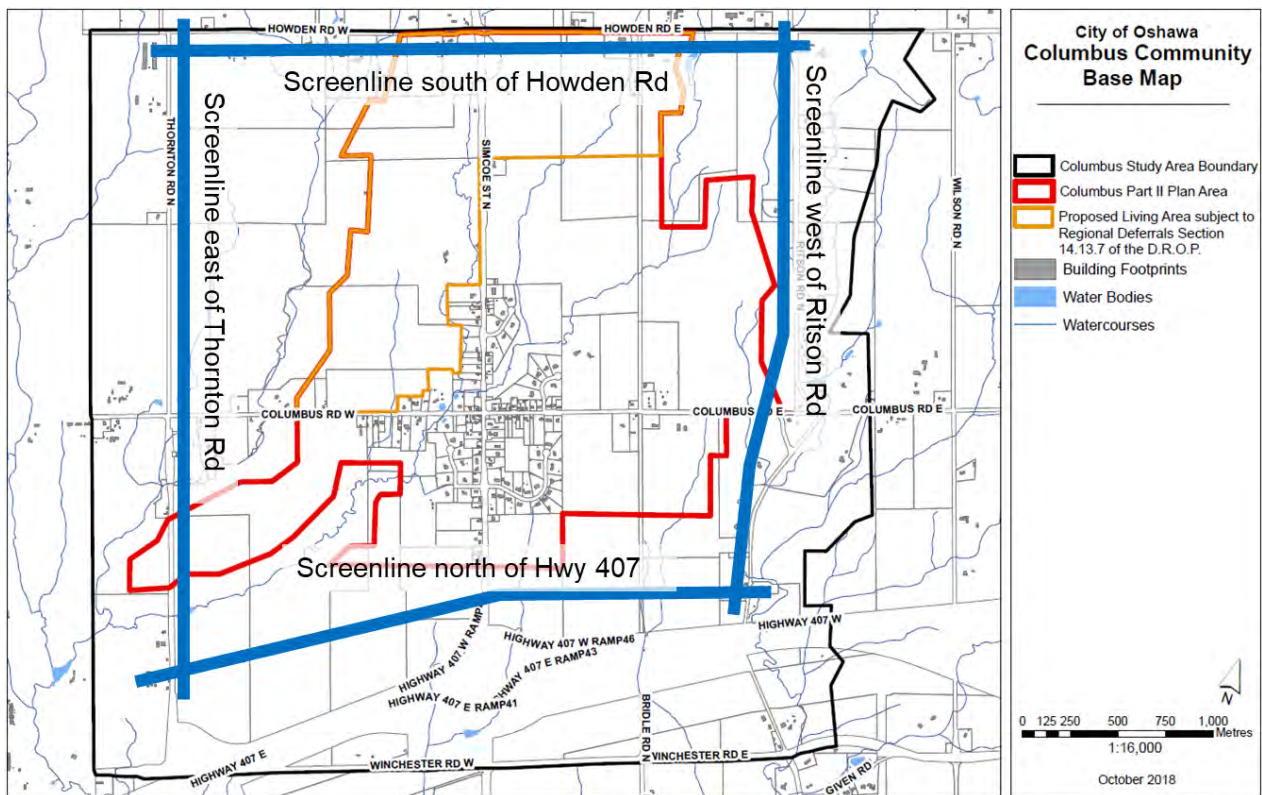 HOWDEN RD W
HOWDEN RD E
Screenline south of Howden Rd
THORNTON RD N
Screenline east of Thornton Rd
SIMCOE ST N
Screenline west of Ritson Rd
RITSON RD N
WILSON RD N
COLUMBUS RD W
COLUMBUS RD E
COLUMBUS RD E
Screenline north of Hwy 407
HIGHWAY 407 W RAMP
HIGHWAY 407 W RAMP46
HIGHWAY 407 W
HWAY 407 E RAMP43
HIGHWAY 407 E RAMP41
BRIDLE RD N
HIGHWAY 407 E
WINCHESTER RD W
VINCHESTER RD E
GIVEN RD
City of Oshawa
Columbus Community
Base Map
Columbus Study Area Boundary
Columbus Part II Plan Area
Proposed Living Area subject to
Regional Deferrals Section
14.13.7 of the D.R.O.P.
Building Footprints
Water Bodies
Watercourses
N
0 125 250 500 750 1,000
Metres
1:16,000
October 2018